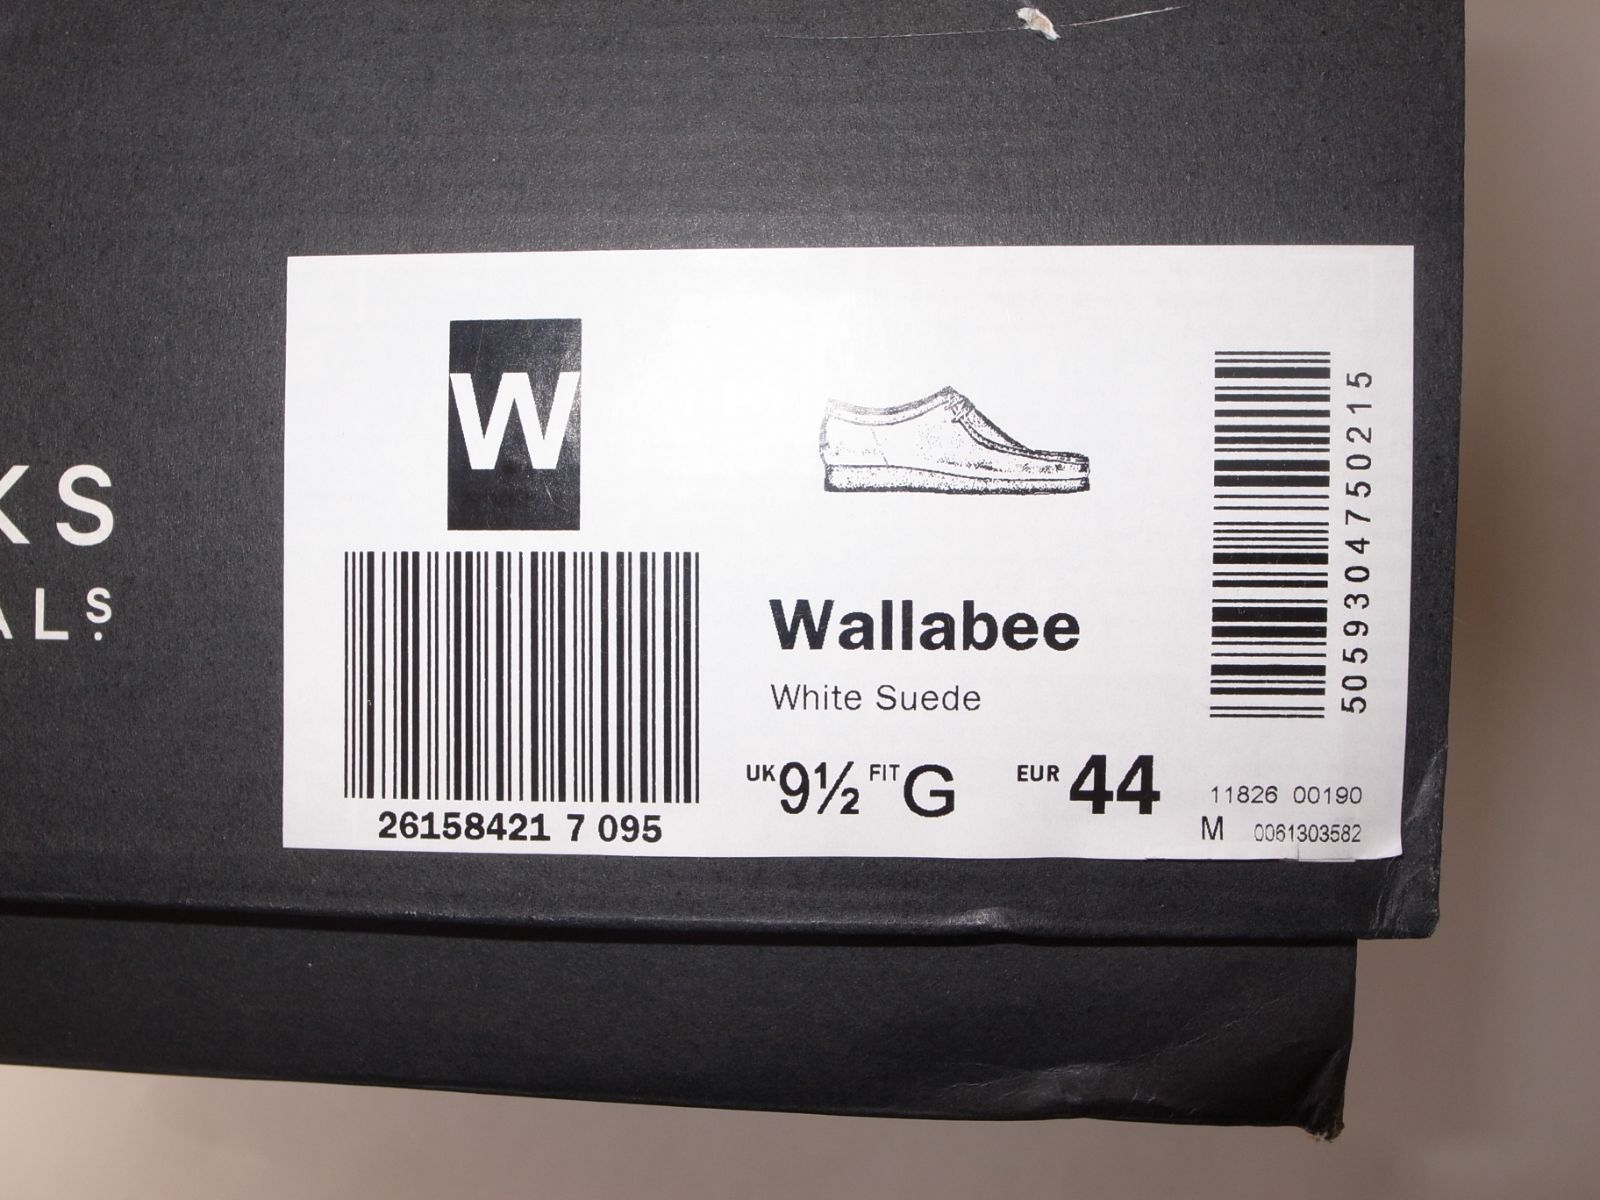 KS
ALS
W
26158421 7 095
Wallabee
White Suede
UK 9½ FIT G EUR 44
5059304750215
11826 00190
M 0061303582